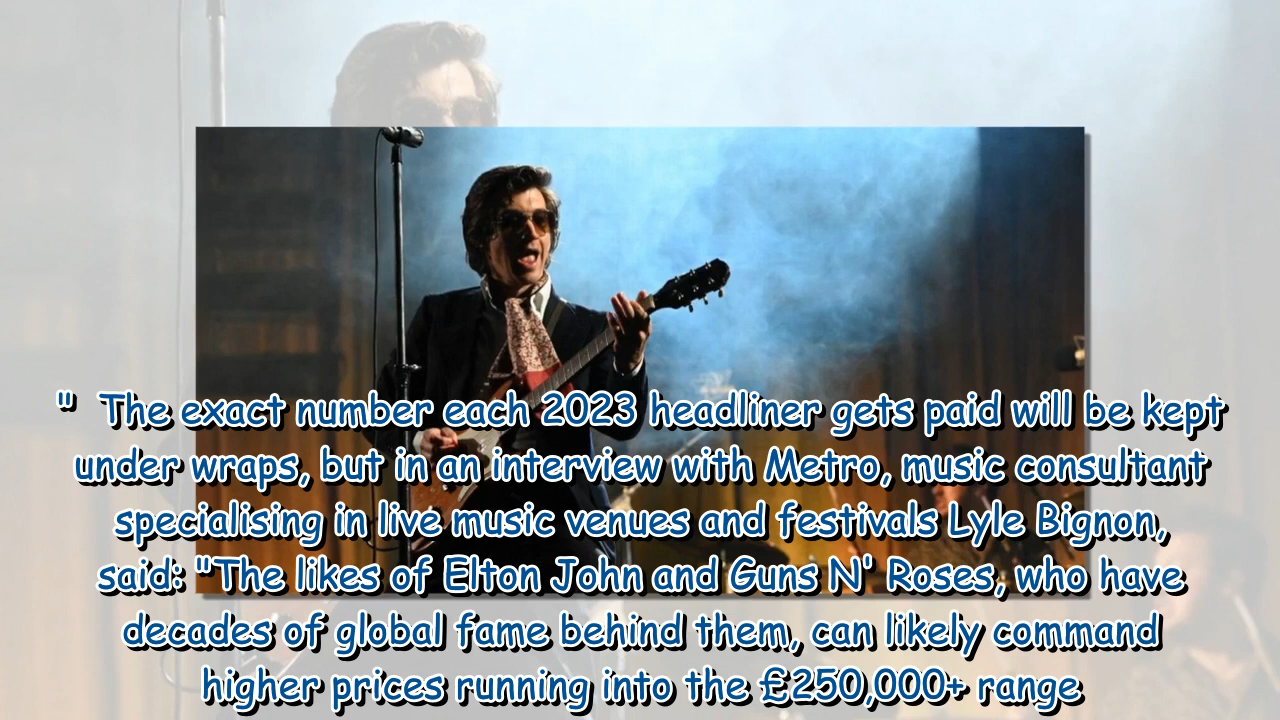 " The exact number each 2023 headliner gets paid will be kept
under wraps, but in an interview with Metro, music consultant
specialising in live music venues and festivals Lyle Bignon,
said: "The likes of Elton John and Guns N' Roses, who have
decades of global fame behind them, can likely command
higher prices running into the £250,000+ range